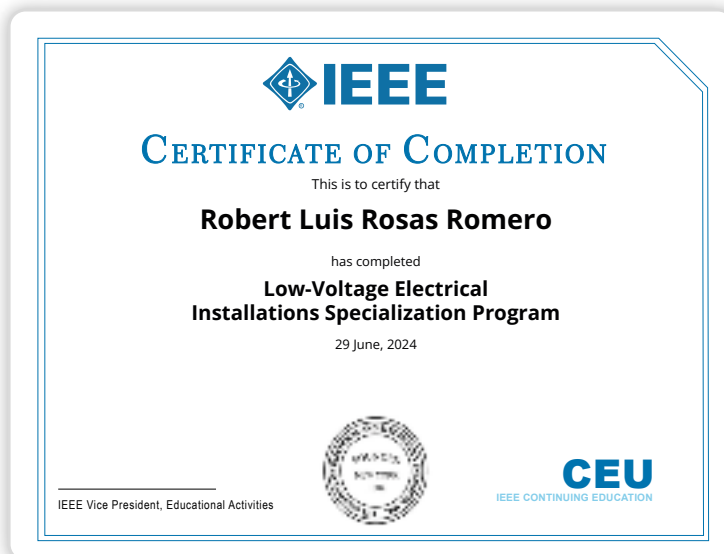 IEEE
CERTIFICATE OF COMPLETION
This is to certify that
Robert Luis Rosas Romero
has completed
Low-Voltage Electrical
Installations Specialization Program
29 June, 2024
IEEE Vice President, Educational Activities
CEU
IEEE CONTINUING EDUCATION